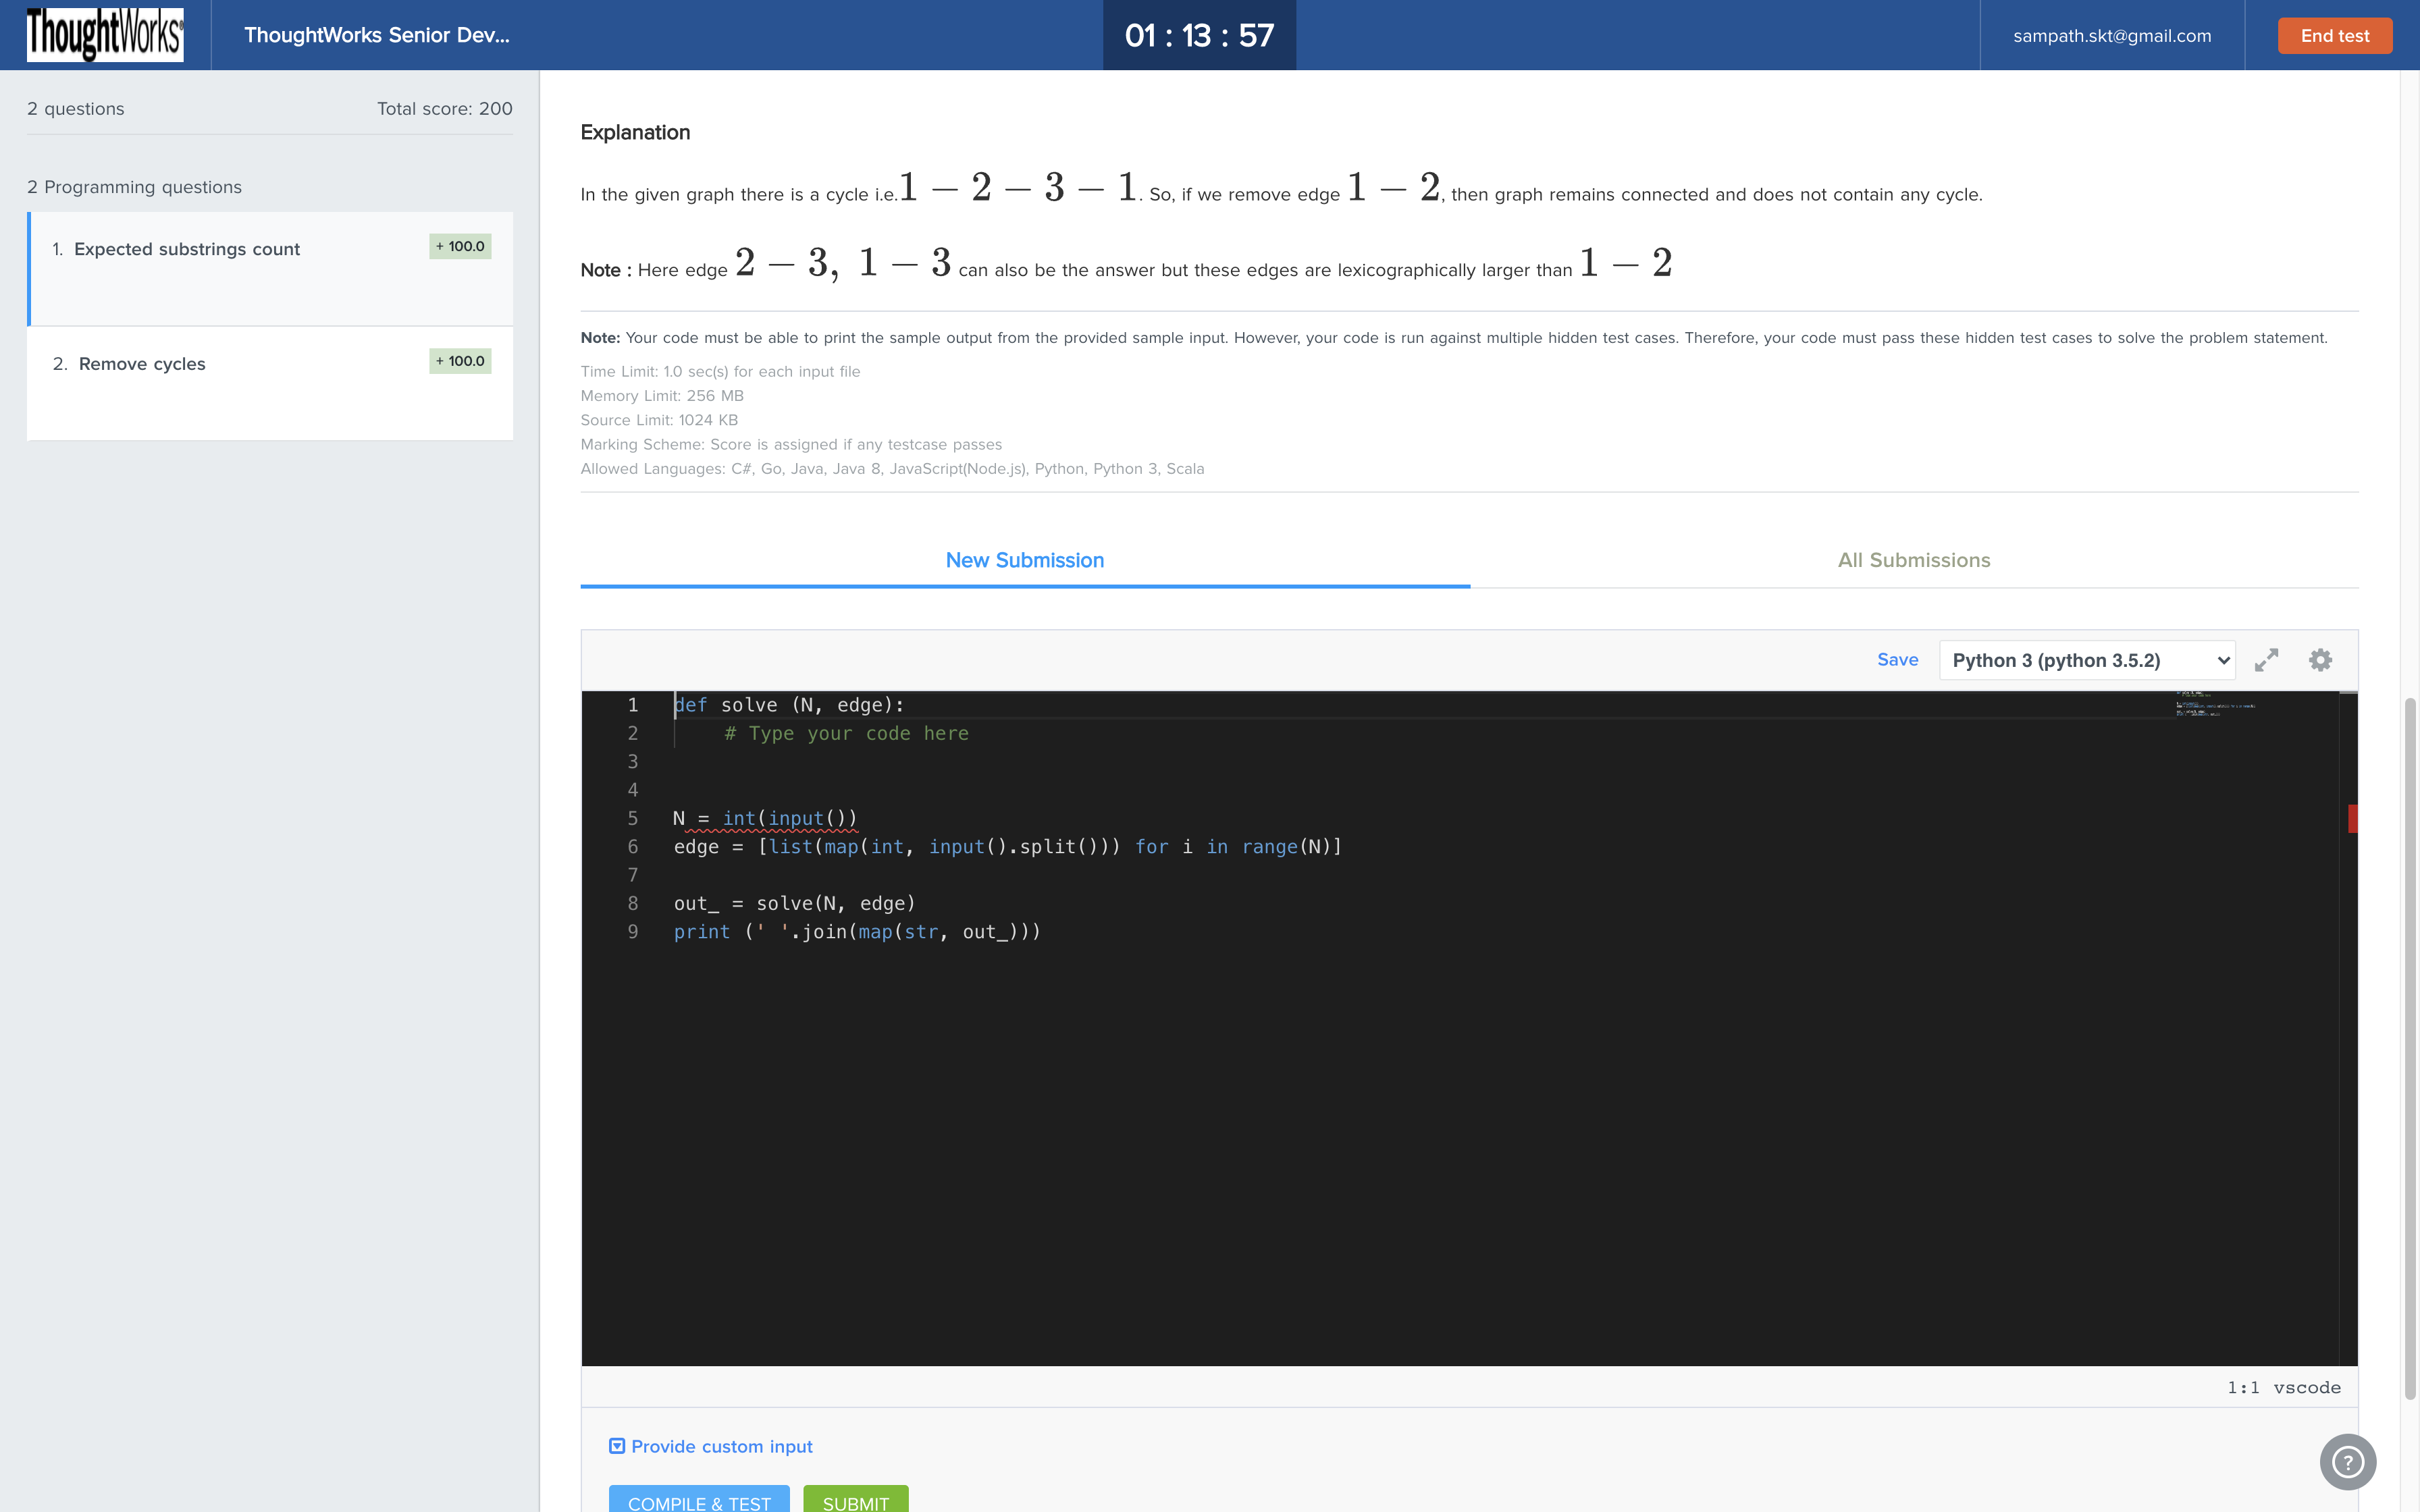 ThoughtWorks®
ThoughtWorks Senior Dev...
01 : 13 : 57
sampath.skt@gmail.com
End test
2 questions
Total score: 200
2 Programming questions
1. Expected substrings count
+ 100.0
2. Remove cycles
+ 100.0
Explanation
In the given graph there is a cycle i.e. 1 − 2 − 3 − 1. So, if we remove edge 1 − 2, then graph remains connected and does not contain any cycle.
Note : Here edge 2 − 3, 1 − 3 can also be the answer but these edges are lexicographically larger than 1 − 2
Note: Your code must be able to print the sample output from the provided sample input. However, your code is run against multiple hidden test cases. Therefore, your code must pass these hidden test cases to solve the problem statement.
Time Limit: 1.0 sec(s) for each input file
Memory Limit: 256 MB
Source Limit: 1024 KB
Marking Scheme: Score is assigned if any testcase passes
Allowed Languages: C#, Go, Java, Java 8, JavaScript(Node.js), Python, Python 3, Scala
New Submission
All Submissions
Save
Python 3 (python 3.5.2)
1 def solve (N, edge):
2 # Type your code here
3
4
5 N = int(input())
6 edge = [list(map(int, input().split())) for i in range(N)]
7
8 out_ = solve(N, edge)
9 print (' '.join(map(str, out_)))
1:1 vscode
Provide custom input
COMPILE & TEST
SUBMIT
?